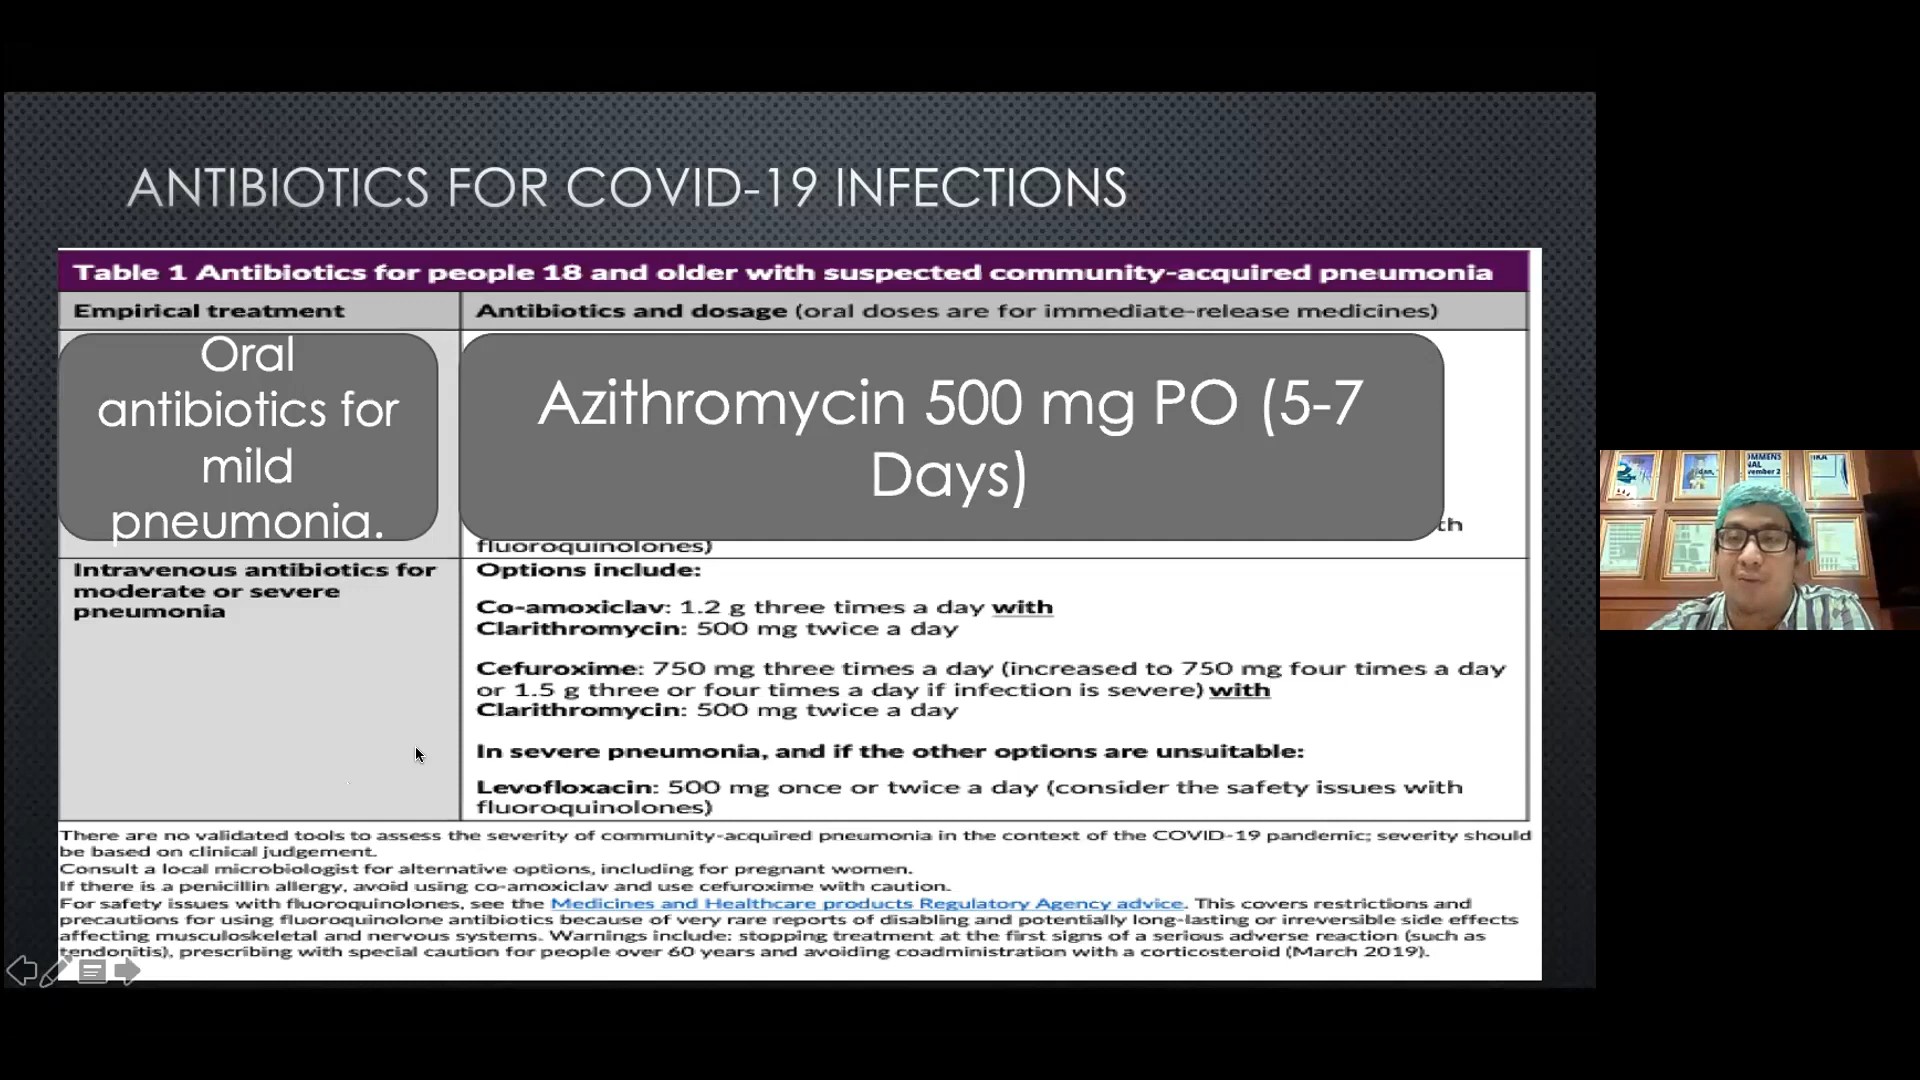 ANTIBIOTICS FOR COVID-19 INFECTIONS
Table 1 Antibiotics for people 18 and older with suspected community-acquired pneumonia
Empirical treatment
Antibiotics and dosage (oral doses are for immediate-release medicines)
Oral
antibiotics for
mild
pneumonia.
Azithromycin 500 mg PO (5-7
Days)
th
fluoroquinolones)
Intravenous antibiotics for
moderate or severe
pneumonia
Options include:
Co-amoxiclav: 1.2 g three times a day with
Clarithromycin: 500 mg twice a day
Cefuroxime: 750 mg three times a day (increased to 750 mg four times a day
or 1.5 g three or four times a day if infection is severe) with
Clarithromycin: 500 mg twice a day
In severe pneumonia, and if the other options are unsuitable:
Levofloxacin: 500 mg once or twice a day (consider the safety issues with
fluoroquinolones)
There are no validated tools to assess the severity of community-acquired pneumonia in the context of the COVID-19 pandemic; severity should
be based on clinical judgement.
Consult a local microbiologist for alternative options, including for pregnant women.
If there is a penicillin allergy, avoid using co-amoxiclav and use cefuroxime with caution.
For safety issues with fluoroquinolones, see the Medicines and Healthcare products Regulatory Agency advice. This covers restrictions and
precautions for using fluoroquinolone antibiotics because of very rare reports of disabling and potentially long-lasting or irreversible side effects
affecting musculoskeletal and nervous systems. Warnings include: stopping treatment at the first signs of a serious adverse reaction (such as
tendonitis), prescribing with special caution for people over 60 years and avoiding coadministration with a corticosteroid (March 2019).